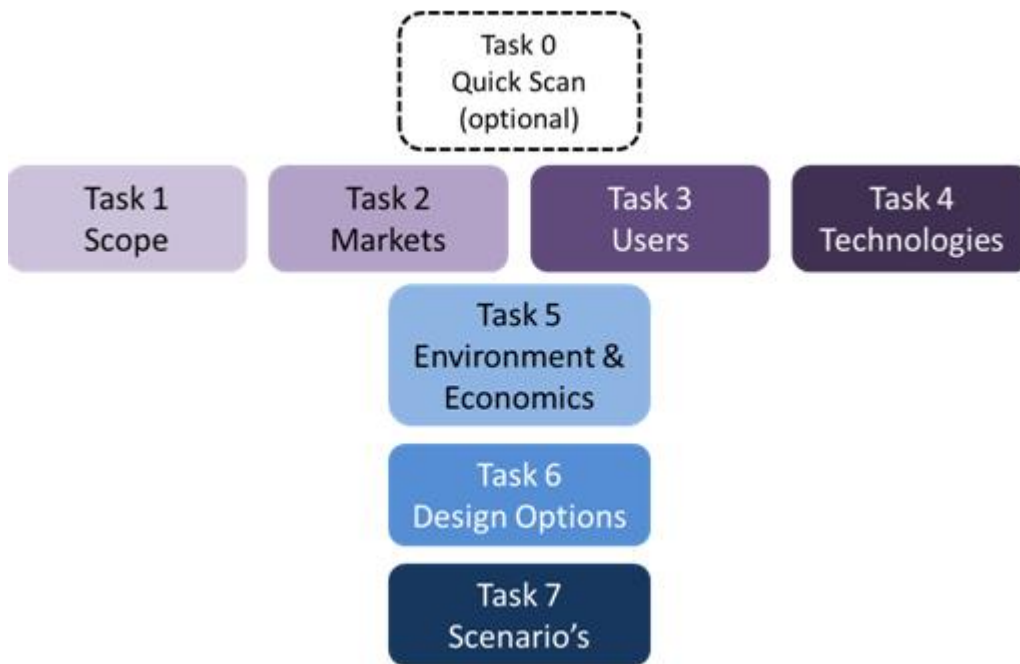 Task 0
Quick Scan
(optional)
Task 1
Scope
Task 2
Markets
Task 3
Users
Task 4
Technologies
Task 5
Environment &
Economics
Task 6
Design Options
Task 7
Scenario’s